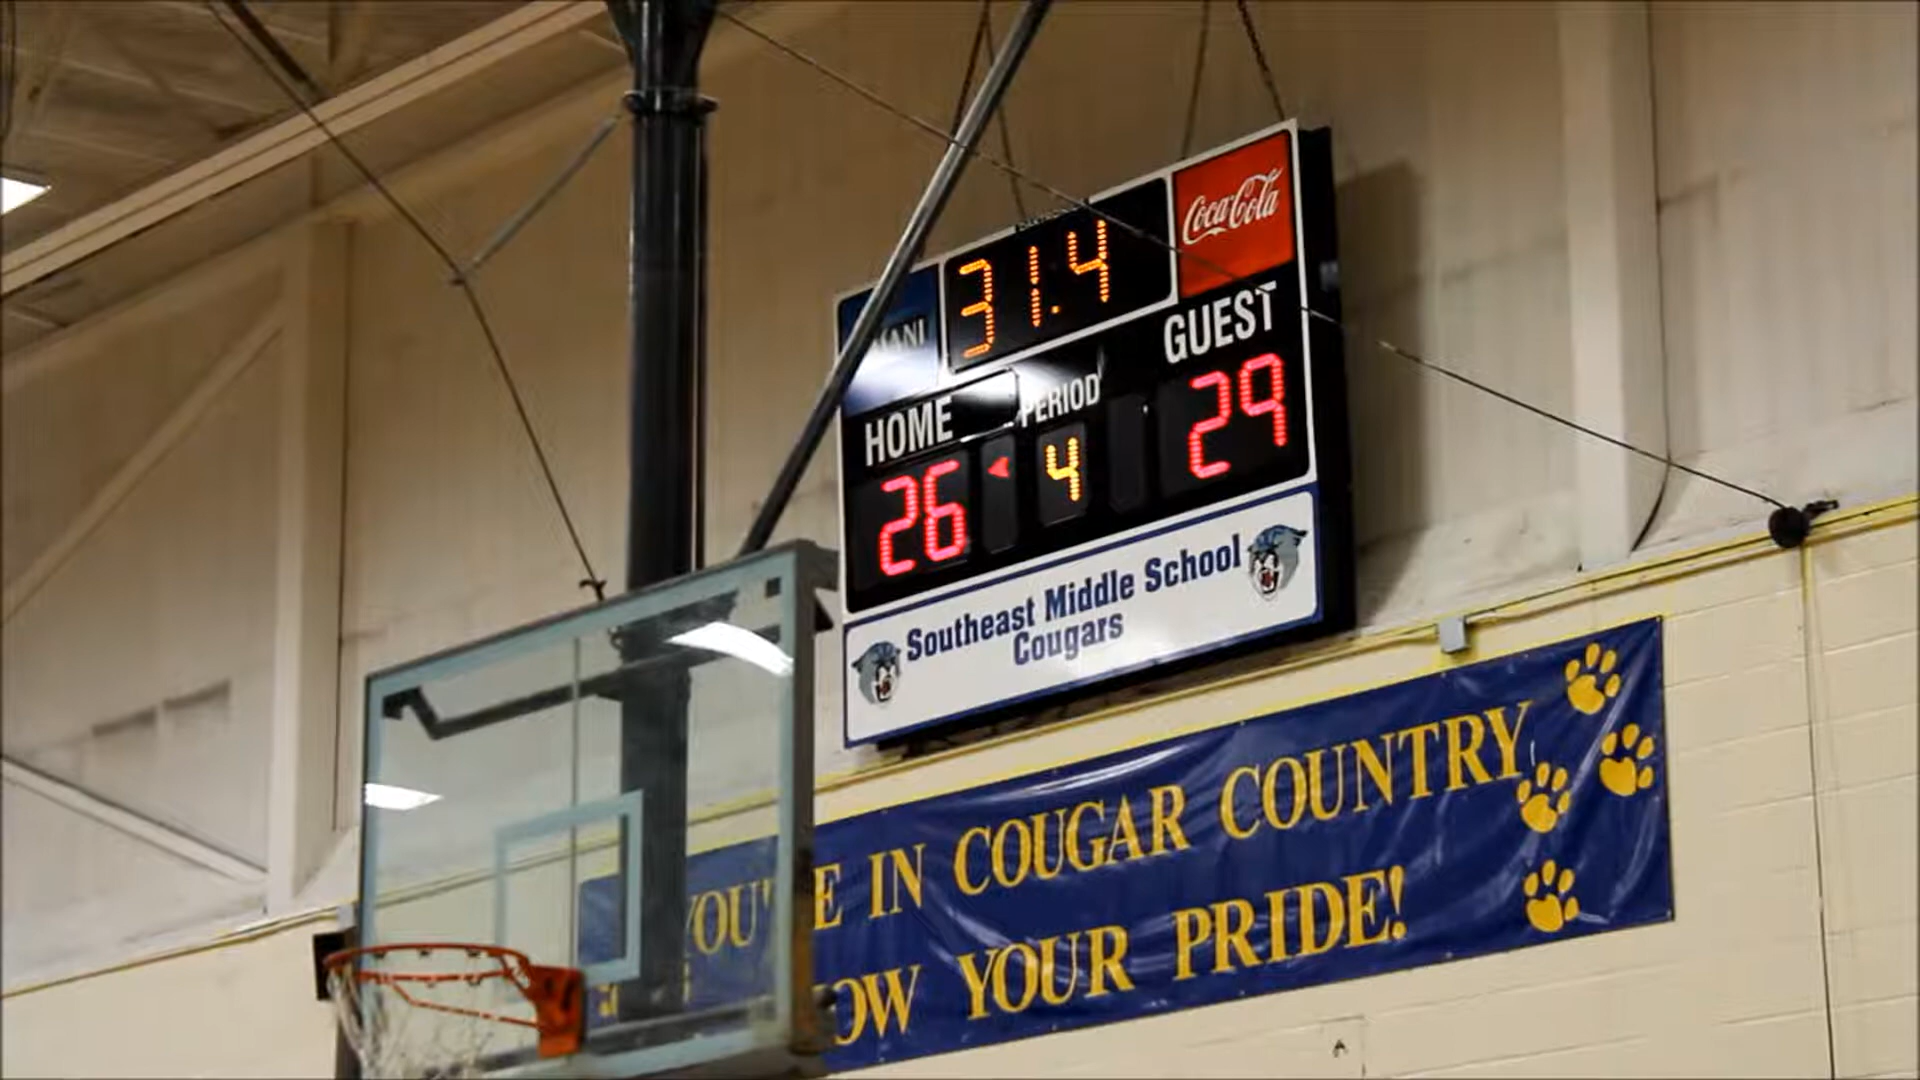 31.4
Coca-Cola
HOME
PERIOD
GUEST
26
4
29
Southeast Middle School
Cougars
IN COUGAR COUNTRY
YOUR PRIDE!